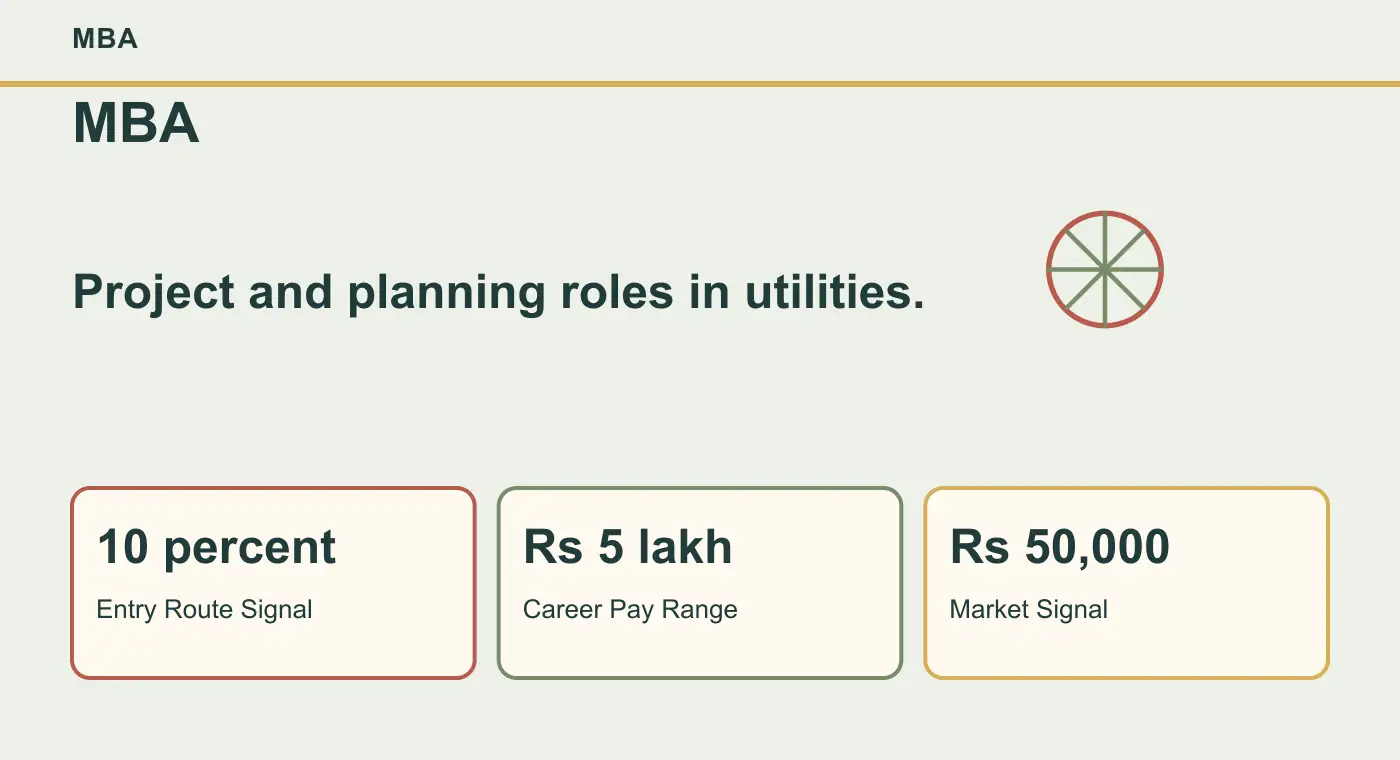 MBA
MBA
Project and planning roles in utilities.
10 percent
Entry Route Signal
Rs 5 lakh
Career Pay Range
Rs 50,000
Market Signal